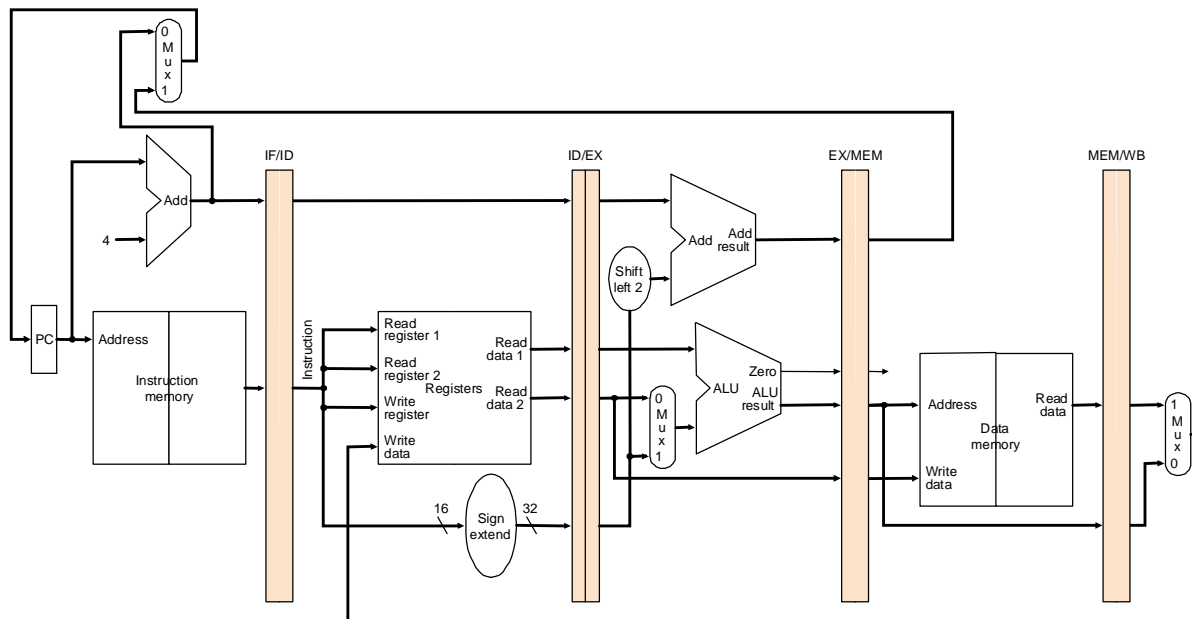 0
M
u
x
1
IF/ID
ID/EX
EX/MEM
MEM/WB
Add
4
Add
Add
result
Shift
left 2
PC
Address
Instruction
memory
Instruction
Read
register 1
Read
register 2
Registers
Write
register
Write
data
Read
data 1
Read
data 2
0
M
u
x
1
Zero
ALU
ALU
result
Address
Read
data
Data
memory
Write
data
1
M
u
x
0
16
Sign
extend
32